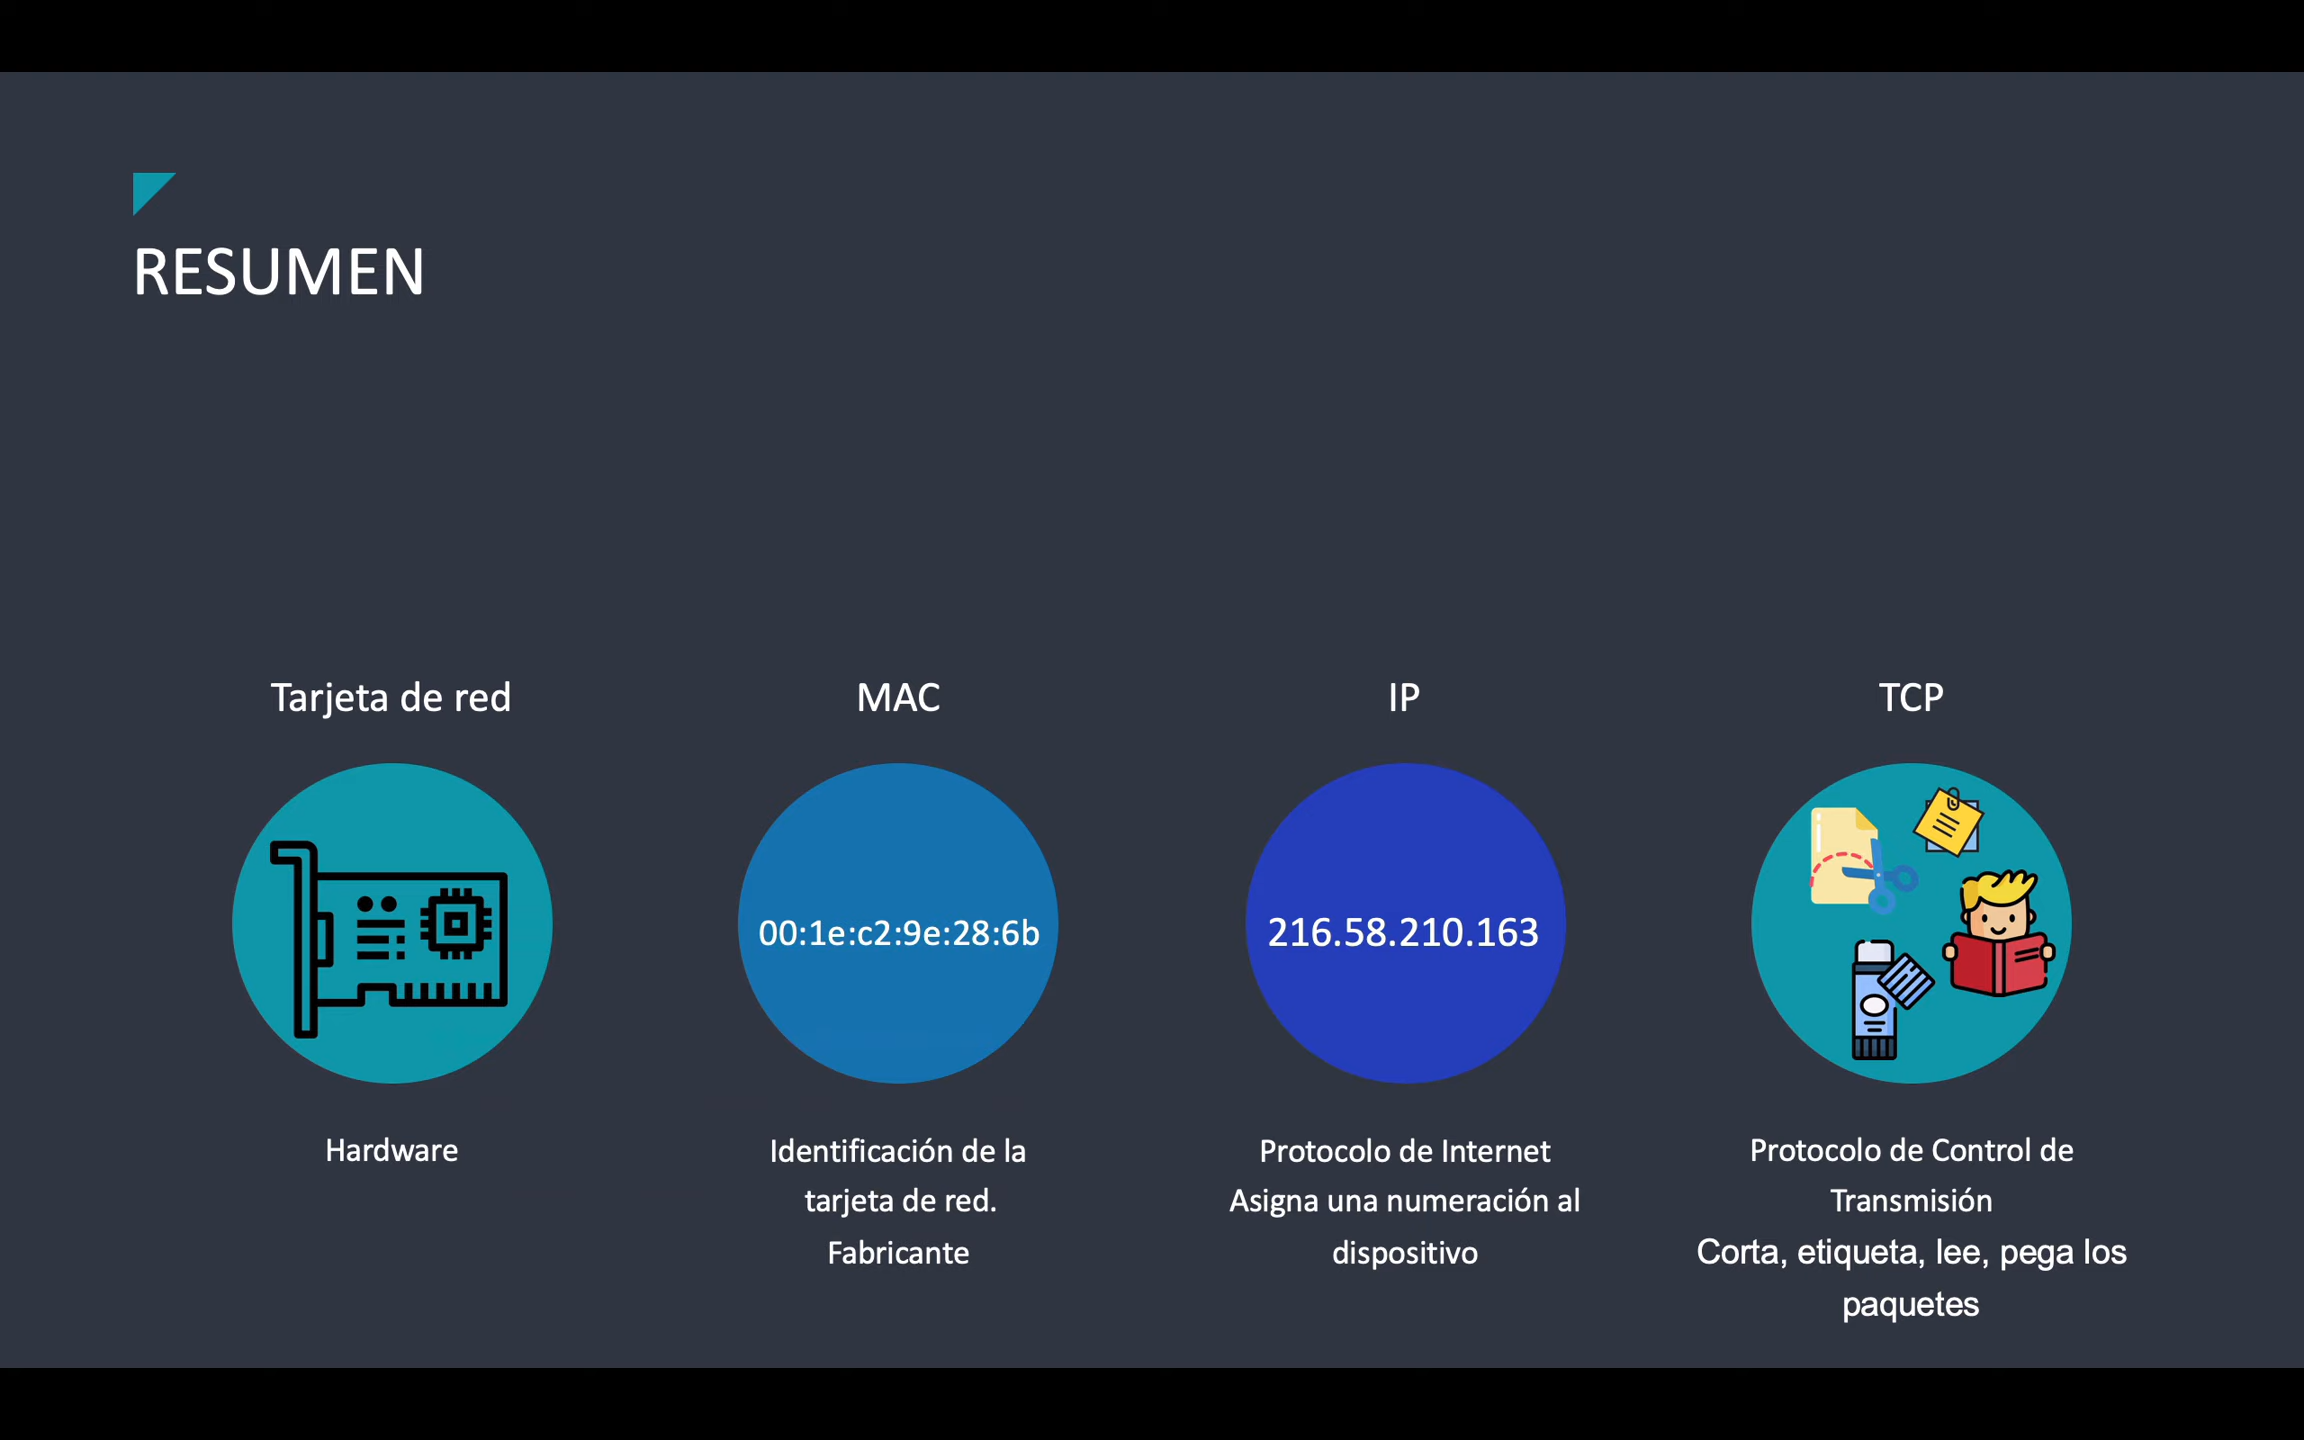 RESUMEN
Tarjeta de red
MAC
IP
TCP
00:1e:c2:9e:28:6b
216.58.210.163
Hardware
Identificación de la
tarjeta de red.
Fabricante
Protocolo de Internet
Asigna una numeración al
dispositivo
Protocolo de Control de
Transmisión
Corta, etiqueta, lee, pega los
paquetes